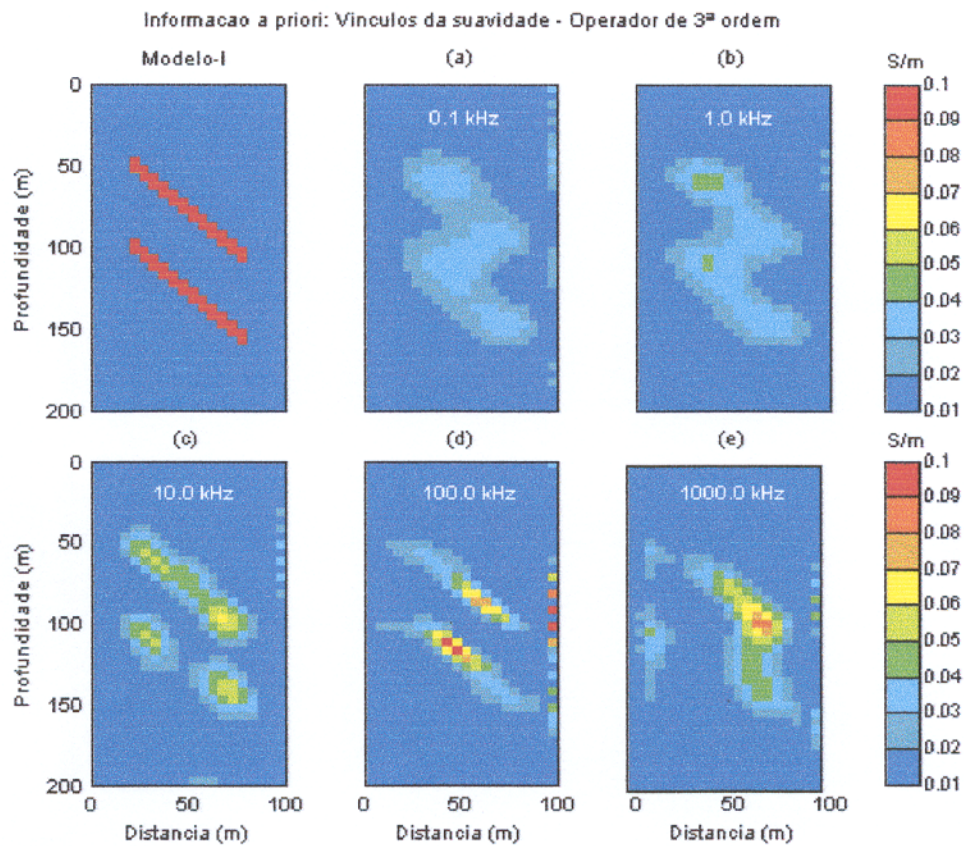 Informacao a priori: Vinculos da suavidade - Operador de 3ª ordem
Modelo-I
(a)
(b)
S/m
0
50
100
150
200
Profundidade (m)
0.1 kHz
1.0 kHz
0.1
0.09
0.08
0.07
0.06
0.05
0.04
0.03
0.02
0.01
(c)
(d)
(e)
S/m
0
50
100
150
200
Profundidade (m)
10.0 kHz
100.0 kHz
1000.0 kHz
0.1
0.09
0.08
0.07
0.06
0.05
0.04
0.03
0.02
0.01
0
100
0
50
100
0
50
100
Distancia (m)
Distancia (m)
Distancia (m)